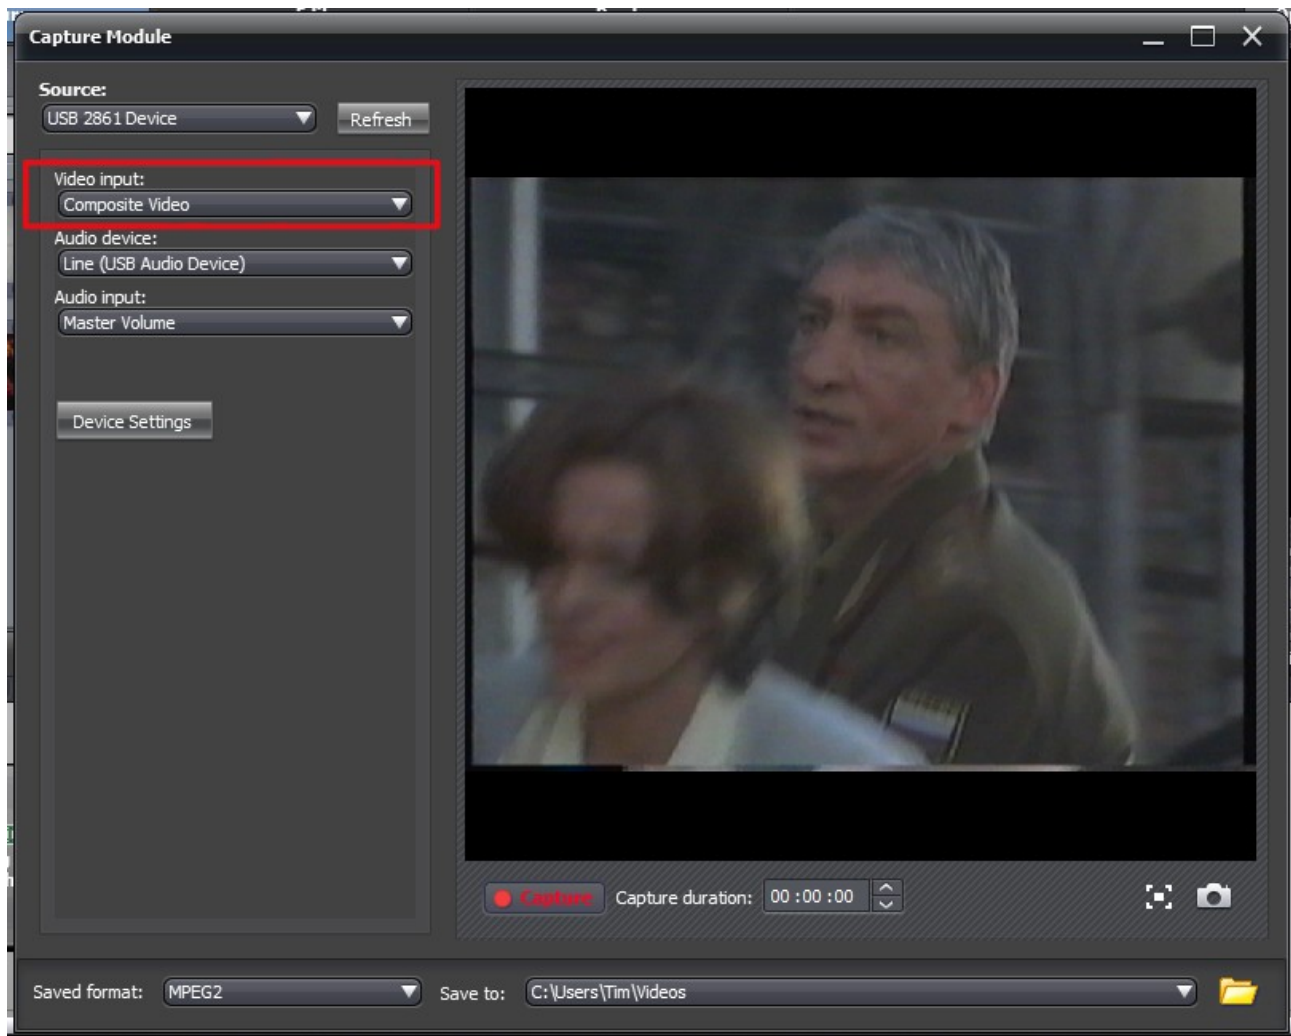 Capture Module
Source:
USB 2861 Device
Refresh
Video input:
Composite Video
Audio device:
Line (USB Audio Device)
Audio input:
Master Volume
Device Settings
Capture
Capture duration:
00 :00 :00
Saved format:
MPEG2
Save to:
C:\Users\Tim\Videos